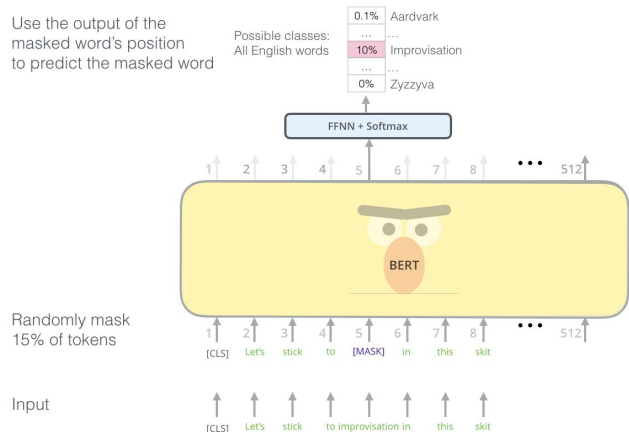 Use the output of the
masked word's position
to predict the masked word
Possible classes:
All English words
0.1% Aardvark
... ...
10% Improvisation
... ...
0% Zyzzyva
FFNN + Softmax
1 2 3 4 5 6 7 8 ••• 512
BERT
Randomly mask
15% of tokens
1 2 3 4 5 6 7 8 ••• 512
[CLS] Let's stick to [MASK] in this skit
Input
[CLS] Let's stick to improvisation in this skit